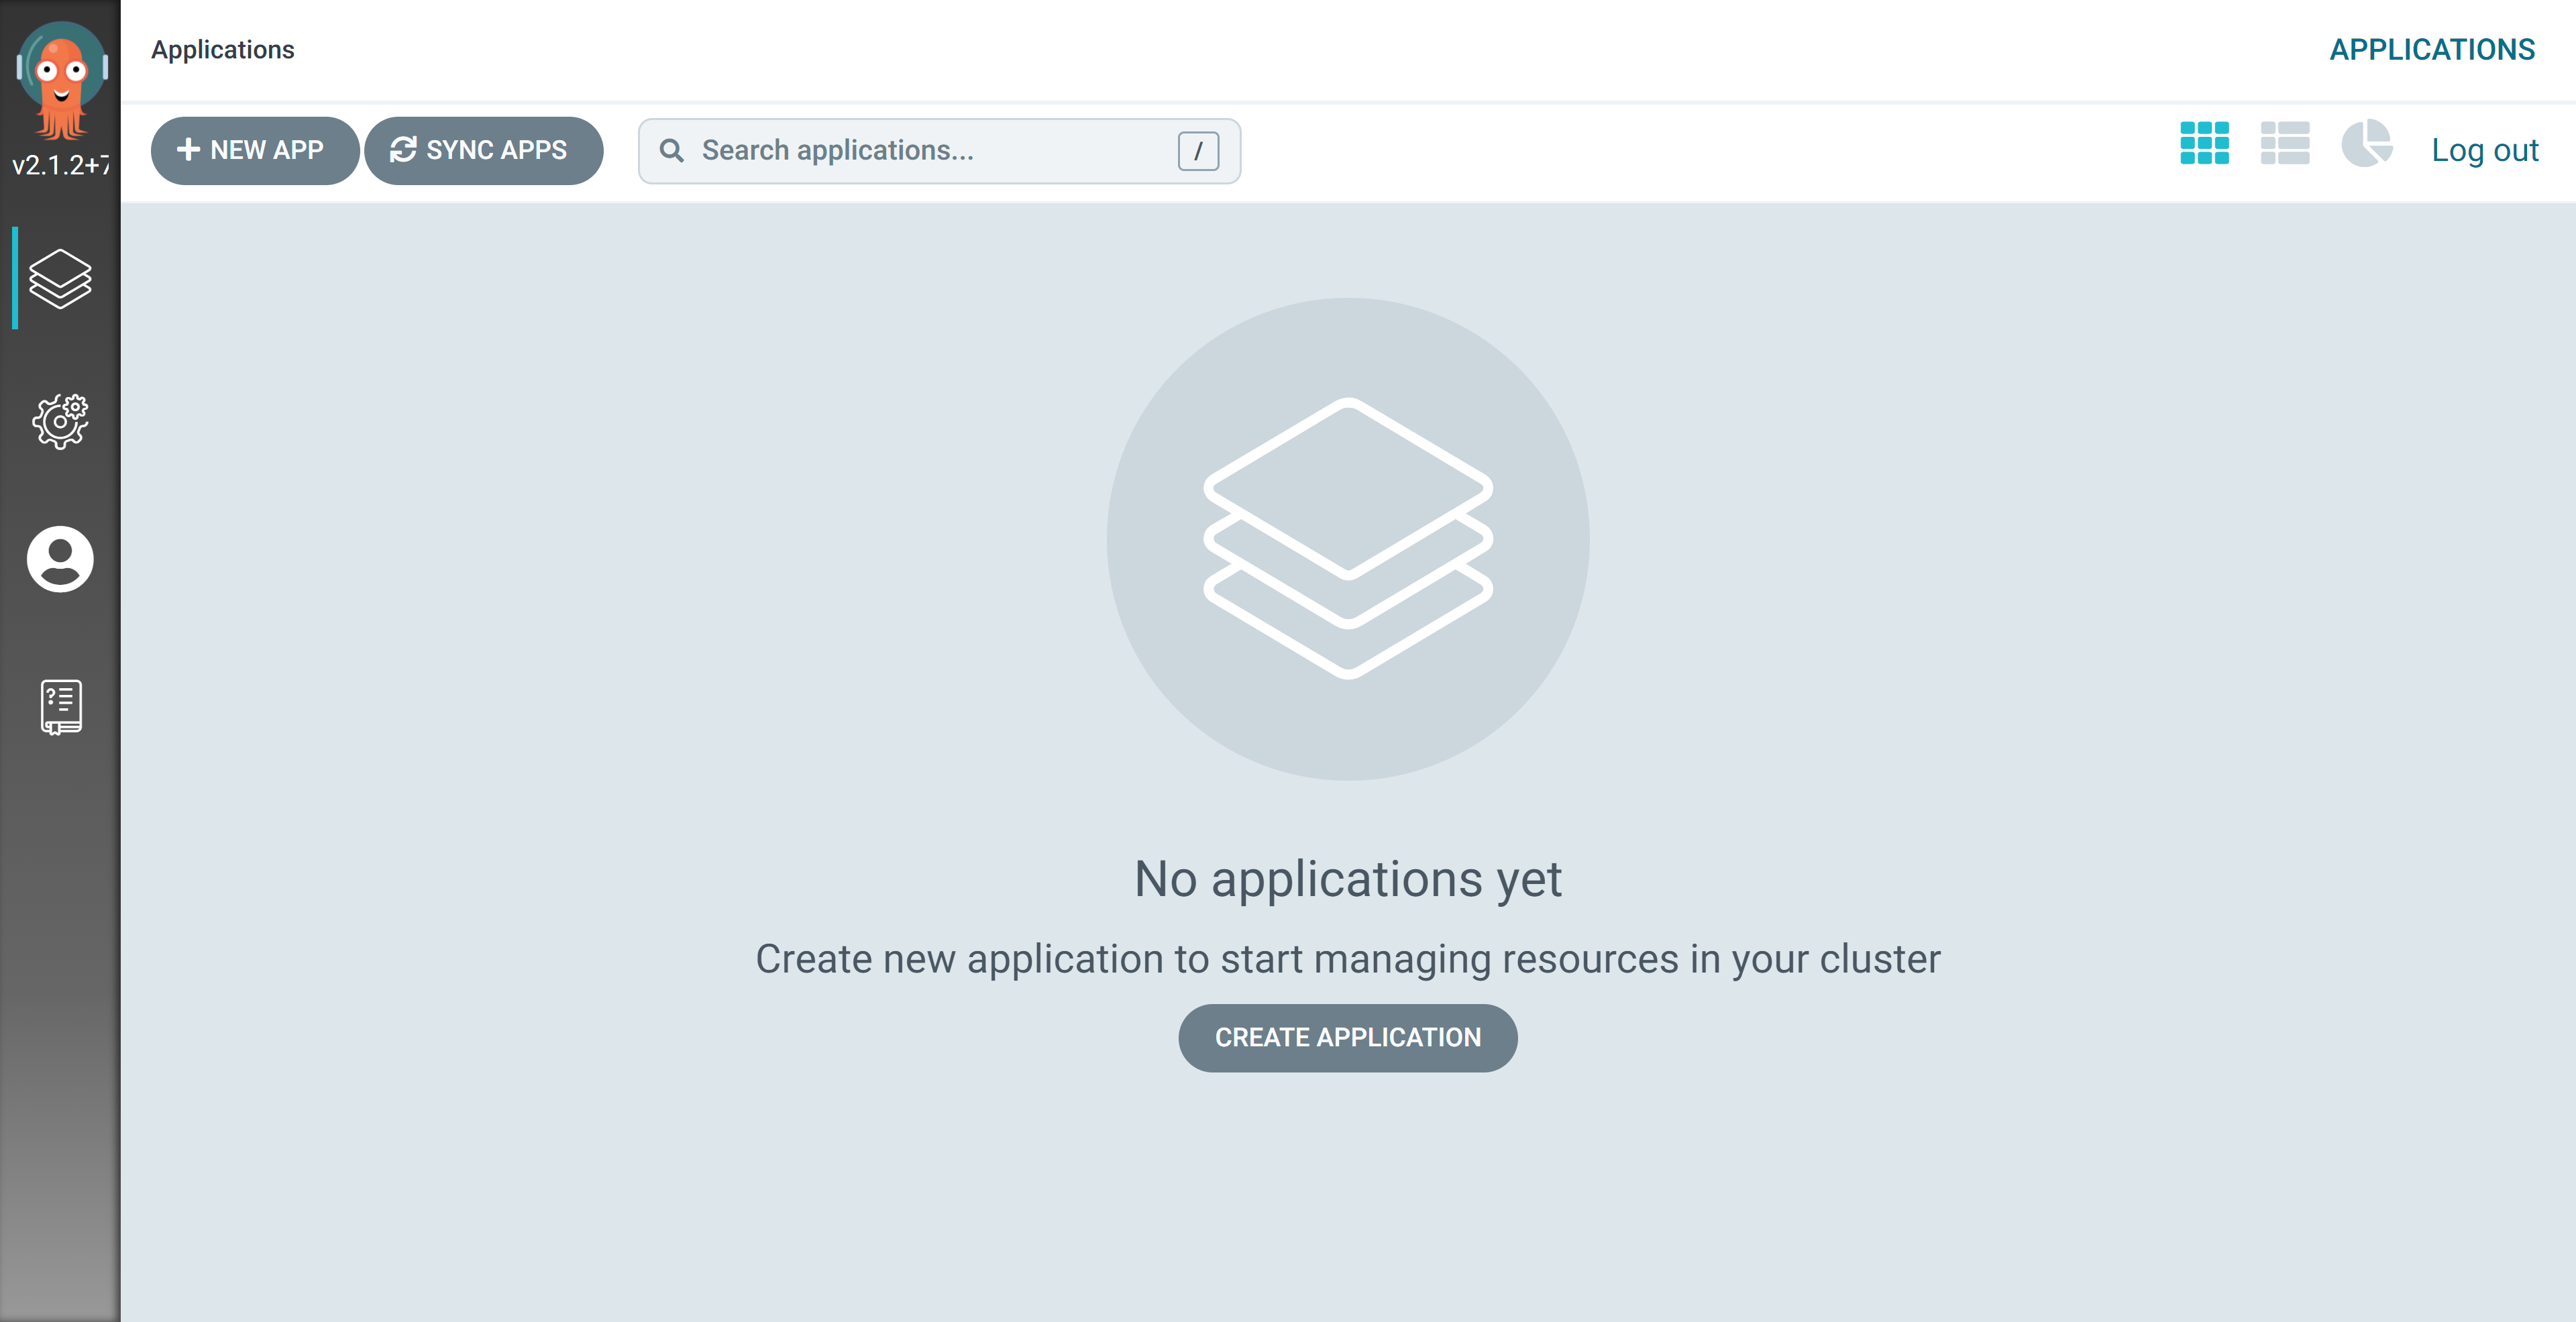 Applications
APPLICATIONS
v2.1.2+7
NEW APP
SYNC APPS
Search applications...
/
Log out
No applications yet
Create new application to start managing resources in your cluster
CREATE APPLICATION